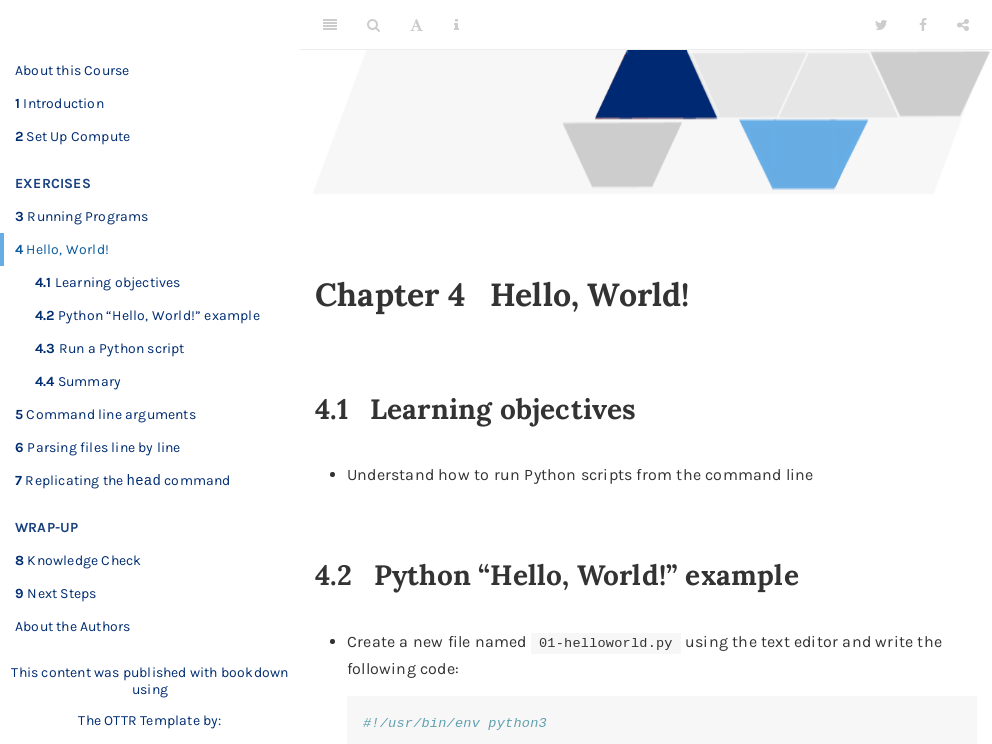 About this Course
1 Introduction
2 Set Up Compute
EXERCISES
3 Running Programs
4 Hello, World!
4.1 Learning objectives
4.2 Python “Hello, World!” example
4.3 Run a Python script
4.4 Summary
5 Command line arguments
6 Parsing files line by line
7 Replicating the head command
WRAP-UP
8 Knowledge Check
9 Next Steps
About the Authors
This content was published with bookdown
using
The OTTR Template by:
A
Chapter 4 Hello, World!
4.1 Learning objectives
• Understand how to run Python scripts from the command line
4.2 Python “Hello, World!” example
• Create a new file named 01-helloworld.py using the text editor and write the
following code:
#!/usr/bin/env python3